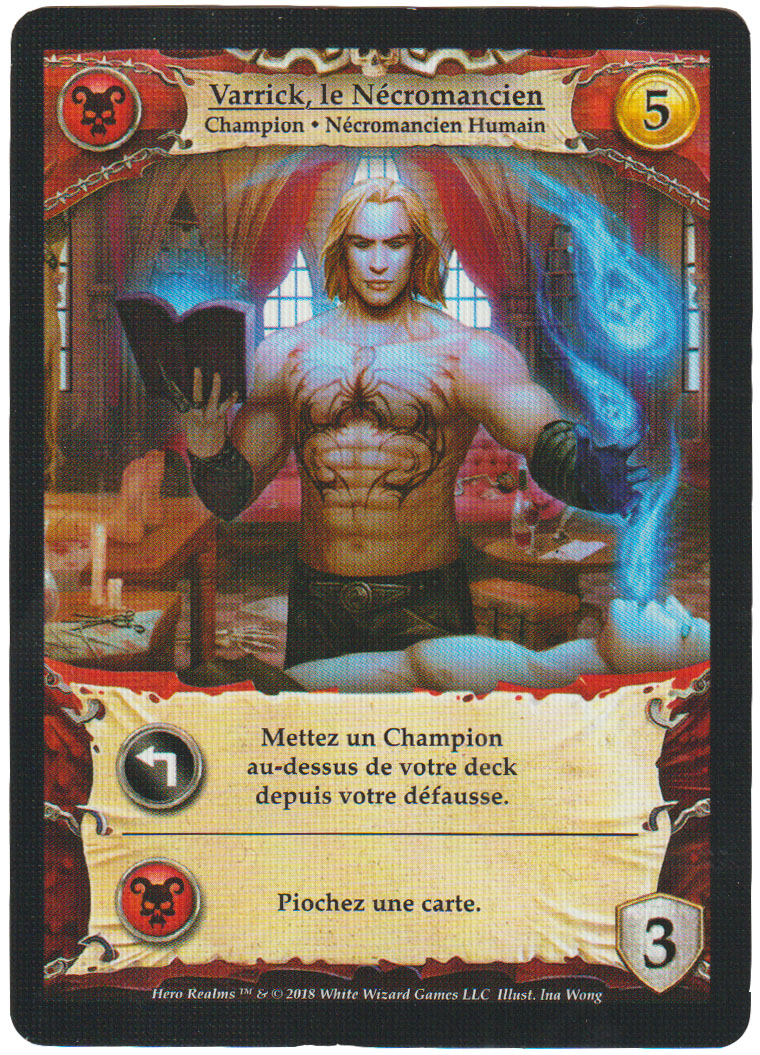 Varrick, le Nécromancien
5
Champion • Nécromancien Humain
Mettez un Champion
au-dessus de votre deck
depuis votre défausse.
Piochez une carte.
3
Hero Realms ™ & © 2018 White Wizard Games LLC Illust. Ina Wong